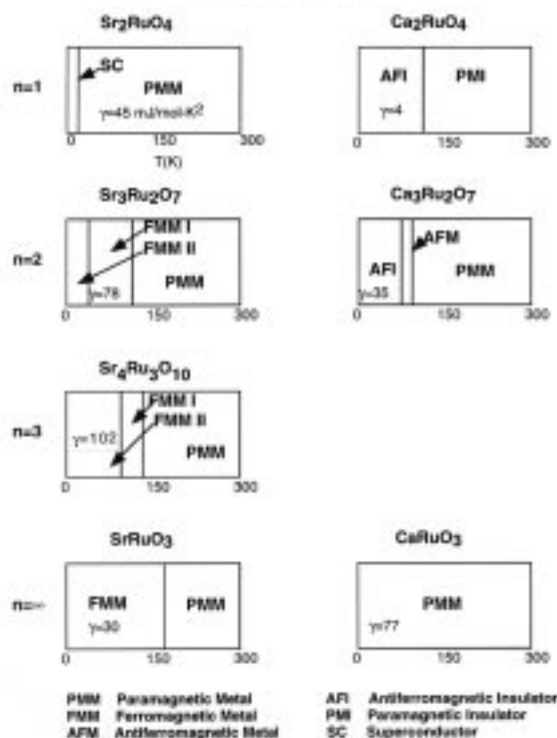 Sr2RuO4
Ca2RuO4
n=1
SC
PMM
γ=45 mJ/mol-K2
0 150 300
T(K)
AFI PMI
γ=4
0 150 300
Sr3Ru2O7
Ca3Ru2O7
n=2
FMM I
FMM II
γ=78
PMM
0 150 300
AFM
AFI PMM
γ=35
0 150 300
Sr4Ru3O10
n=3
FMM I
FMM II
γ=102
PMM
0 150 300
SrRuO3
CaRuO3
n=∞
FMM PMM
γ=30
0 150 300
PMM
γ=77
0 150 300
PMM Paramagnetic Metal
FMM Ferromagnetic Metal
AFM Antiferromagnetic Metal
AFI Antiferromagnetic Insulator
PMI Paramagnetic Insulator
SC Superconductor